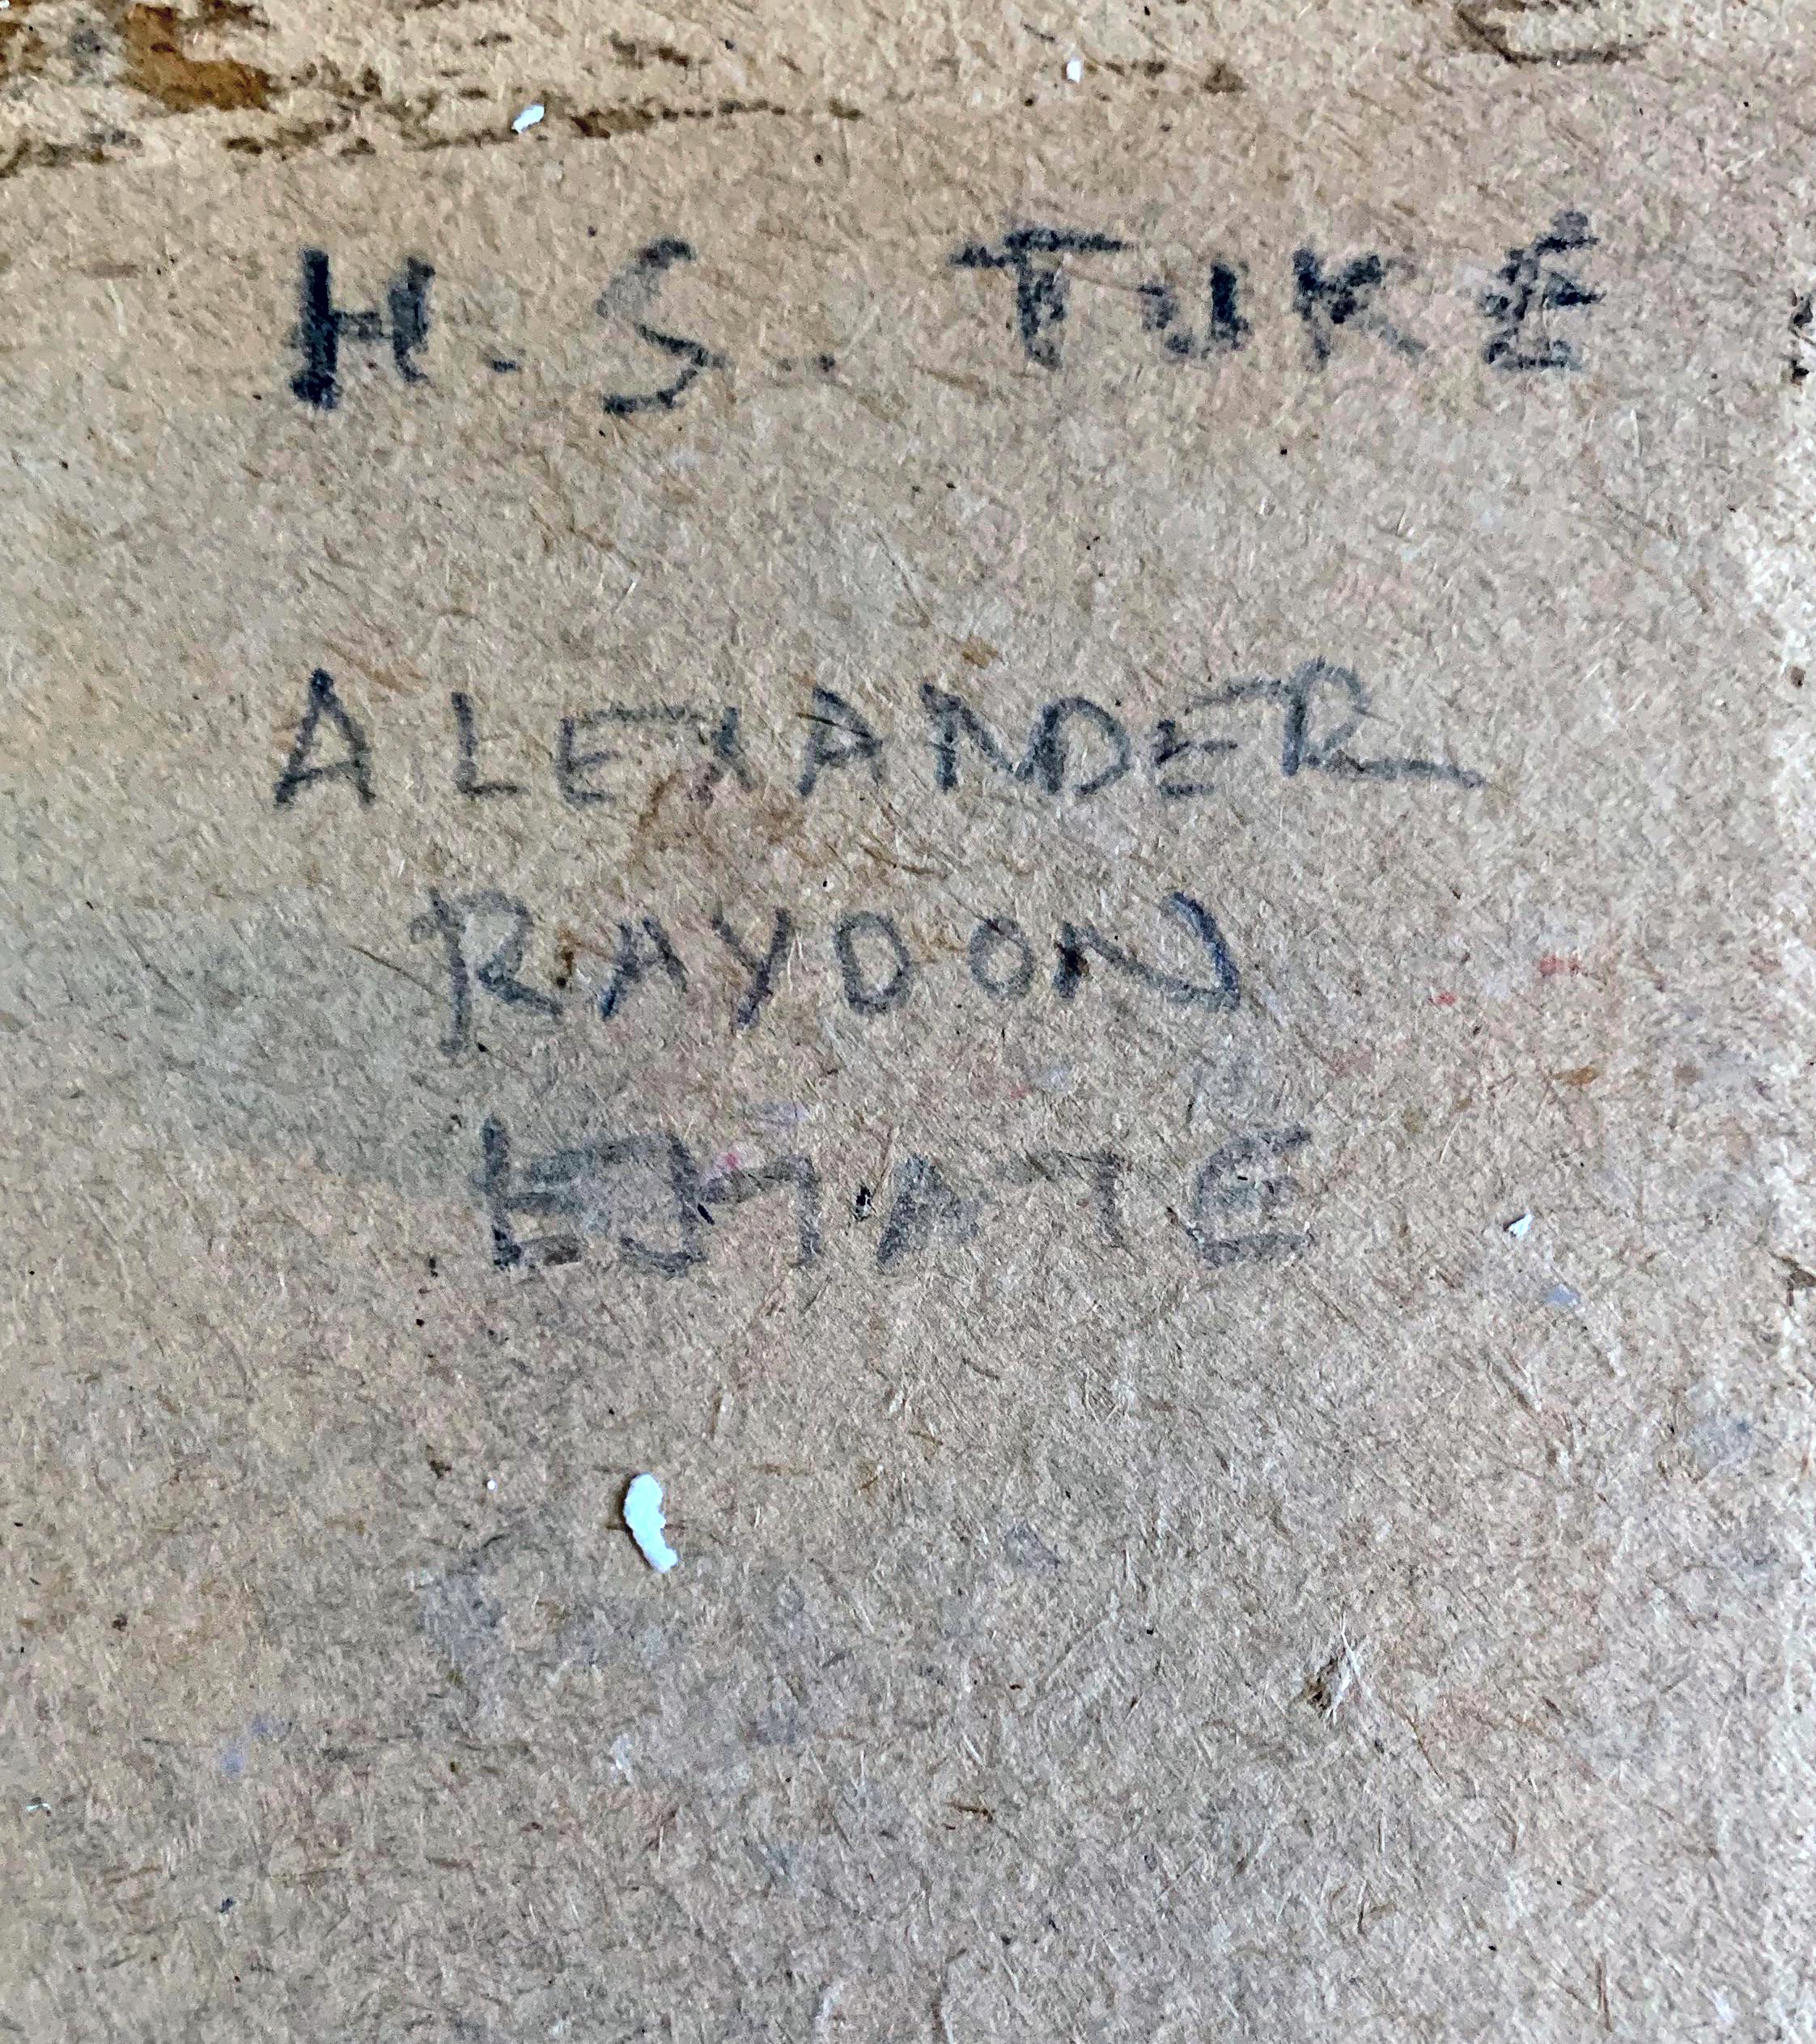 H. S. TUKE
ALEXANDER
RAYDON
ESTATE